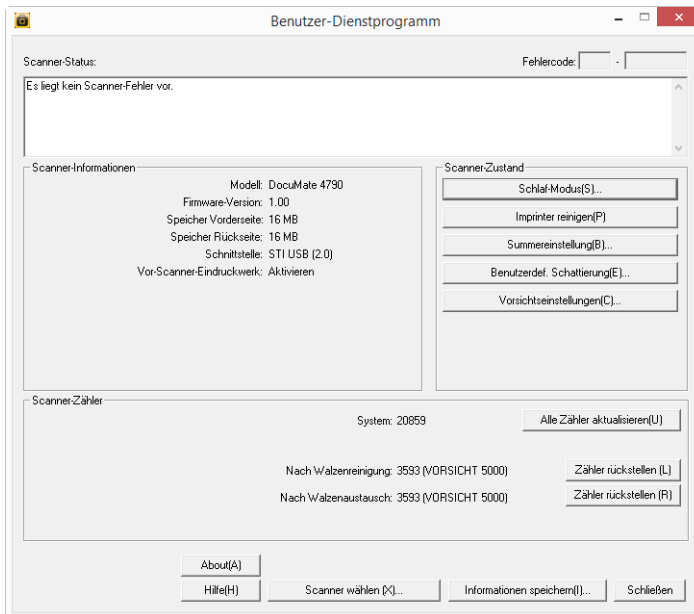 Benutzer-Dienstprogramm
Scanner-Status:
Fehlercode: -
Es liegt kein Scanner-Fehler vor.
Scanner-Informationen
Modell: DocuMate 4790
Firmware-Version: 1.00
Speicher Vorderseite: 16 MB
Speicher Rückseite: 16 MB
Schnittstelle: STI USB (2.0)
Vor-Scanner-Eindruckwerk: Aktivieren
Scanner-Zustand
Schlaf-Modus(S)...
Imprinter reinigen(P)
Summereinstellung(B)...
Benutzerdef. Schattierung(E)...
Vorsichtseinstellungen(C)...
Scanner-Zähler
System: 20859
Alle Zähler aktualisieren(U)
Nach Walzenreinigung: 3593 (VORSICHT 5000)
Zähler rückstellen (L)
Nach Walzenaustausch: 3593 (VORSICHT 5000)
Zähler rückstellen (R)
About(A)
Hilfe(H)
Scanner wählen (X)...
Informationen speichern(I)...
Schließen